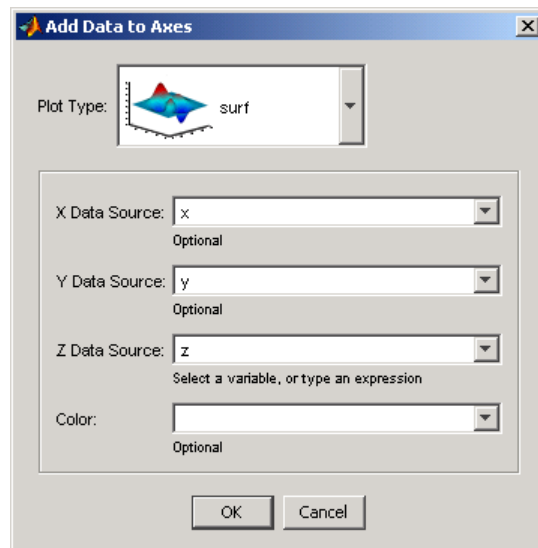 Add Data to Axes
Plot Type: surf
X Data Source: x
Optional
Y Data Source: y
Optional
Z Data Source: z
Select a variable, or type an expression
Color:
Optional
OK Cancel